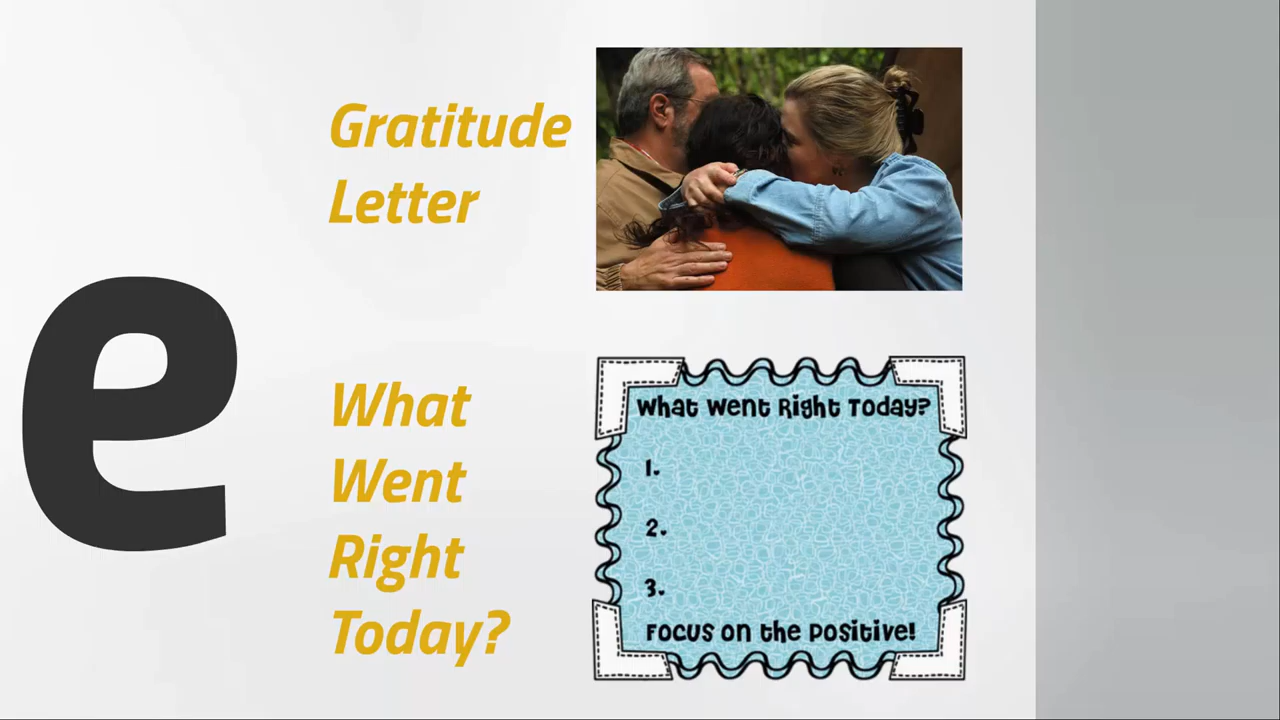 e
Gratitude
Letter
What
Went
Right
Today?
What Went Right Today?
1.
2.
3.
Focus on the Positive!